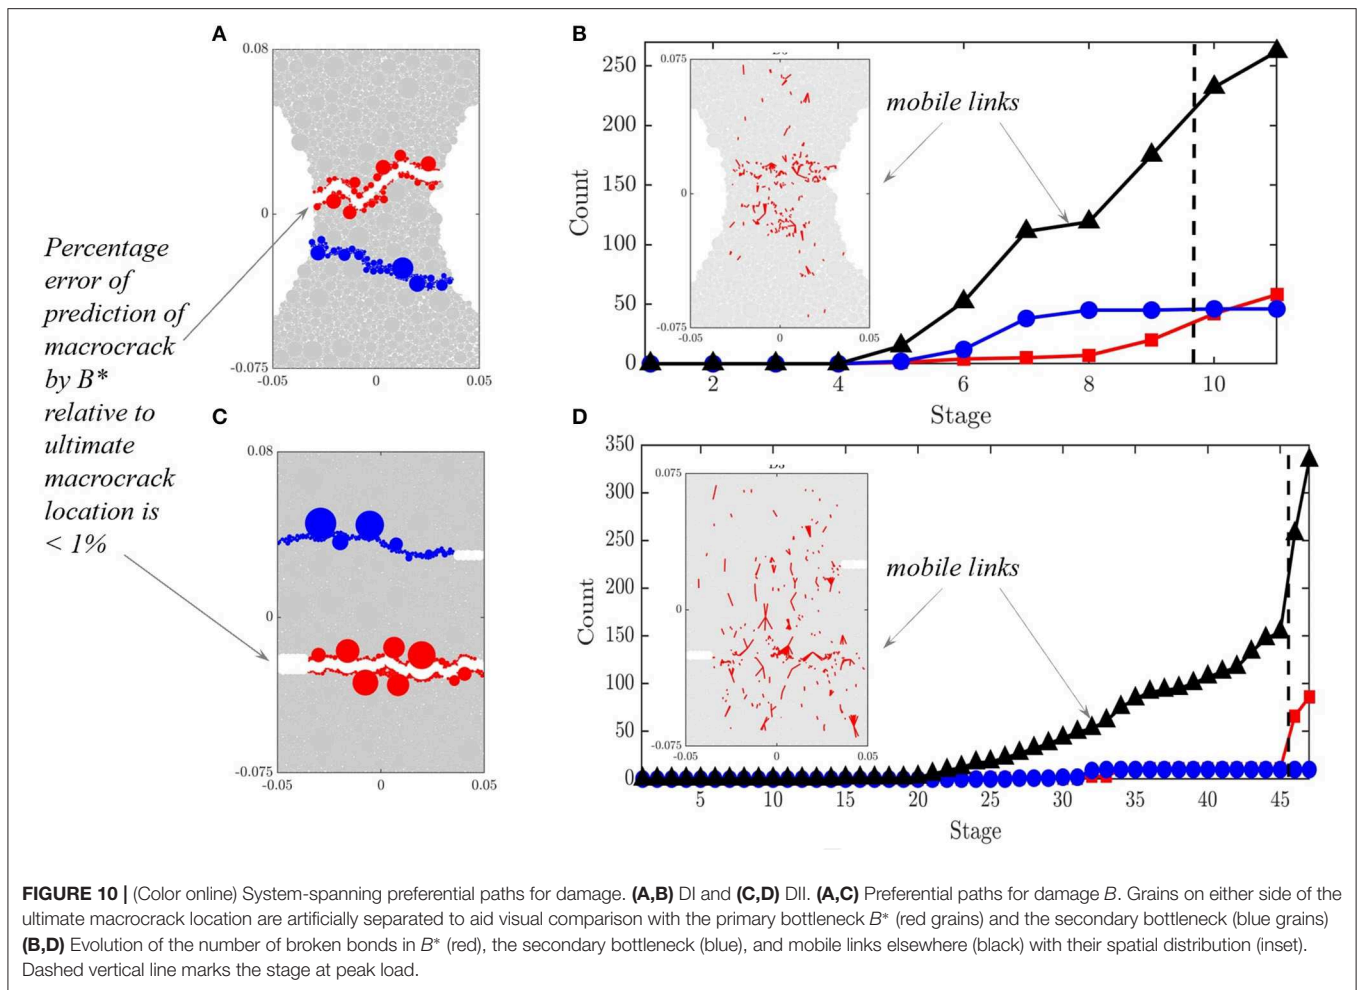 A
0.08
0
-0.075
-0.05
0
0.05
Percentage
error of
prediction of
macrocrack
by B*
relative to
ultimate
macrocrack
location is
< 1%
B
250
200
150
100
50
0
Count
0.075
0
-0.075
-0.05
0
0.05
mobile links
2
4
6
8
10
Stage
C
0.08
0
-0.075
-0.05
0
0.05
D
350
300
250
200
150
100
50
0
Count
0.075
0
-0.075
-0.05
0
0.05
mobile links
5
10
15
20
25
30
35
40
45
Stage
FIGURE 10 | (Color online) System-spanning preferential paths for damage. (A,B) DI and (C,D) DII. (A,C) Preferential paths for damage B. Grains on either side of the
ultimate macrocrack location are artificially separated to aid visual comparison with the primary bottleneck B* (red grains) and the secondary bottleneck (blue grains)
(B,D) Evolution of the number of broken bonds in B* (red), the secondary bottleneck (blue), and mobile links elsewhere (black) with their spatial distribution (inset).
Dashed vertical line marks the stage at peak load.